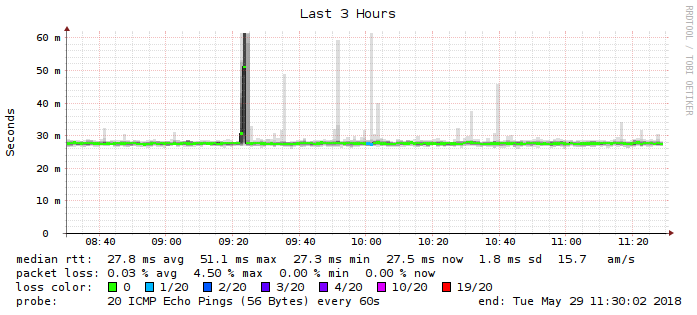 Last 3 Hours
RRDTOOL / TOBI OETIKER
Seconds
60 m
50 m
40 m
30 m
20 m
10 m
0
08:40 09:00 09:20 09:40 10:00 10:20 10:40 11:00 11:20
median rtt: 27.8 ms avg 51.1 ms max 27.3 ms min 27.5 ms now 1.8 ms sd 15.7 am/s
packet loss: 0.03 % avg 4.50 % max 0.00 % min 0.00 % now
loss color: 0 1/20 2/20 3/20 4/20 10/20 19/20
probe: 20 ICMP Echo Pings (56 Bytes) every 60s end: Tue May 29 11:30:02 2018